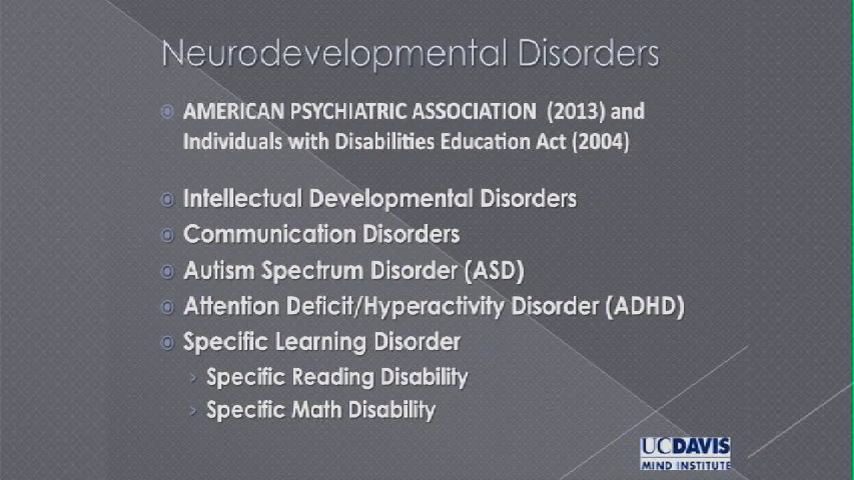 Neurodevelopmental Disorders
AMERICAN PSYCHIATRIC ASSOCIATION (2013) and
Individuals with Disabilities Education Act (2004)
Intellectual Developmental Disorders
Communication Disorders
Autism Spectrum Disorder (ASD)
Attention Deficit/Hyperactivity Disorder (ADHD)
Specific Learning Disorder
Specific Reading Disability
Specific Math Disability
UCDAVIS
MIND INSTITUTE